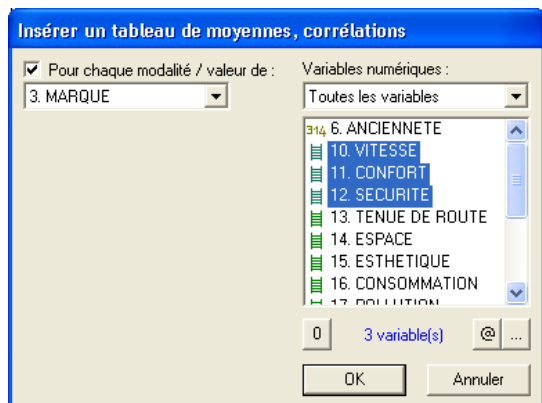 Insérer un tableau de moyennes, corrélations
Pour chaque modalité / valeur de :
3. MARQUE
Variables numériques :
Toutes les variables
314 6. ANCIENNETE
10. VITESSE
11. CONFORT
12. SECURITE
13. TENUE DE ROUTE
14. ESPACE
15. ESTHETIQUE
16. CONSOMMATION
17. POLLUTION
0 3 variable(s) @ ...
OK Annuler